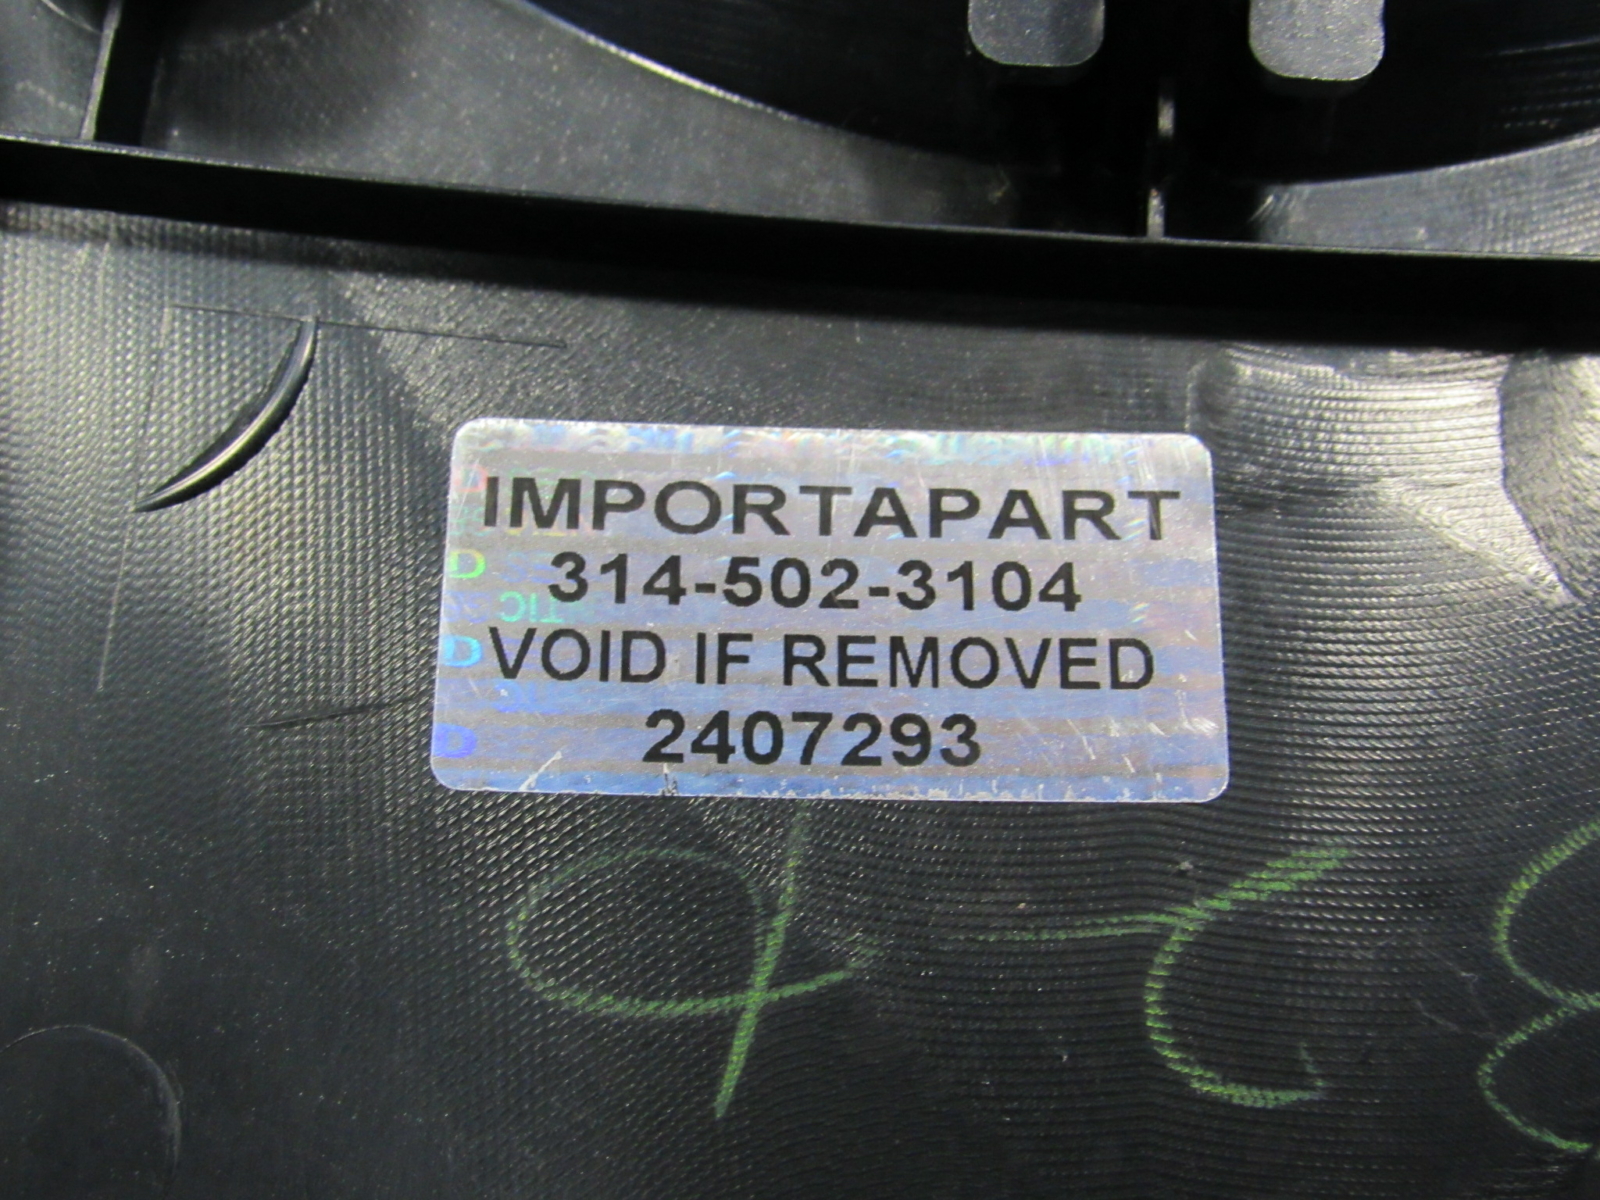 IMPORTAPART
314-502-3104
VOID IF REMOVED
2407293